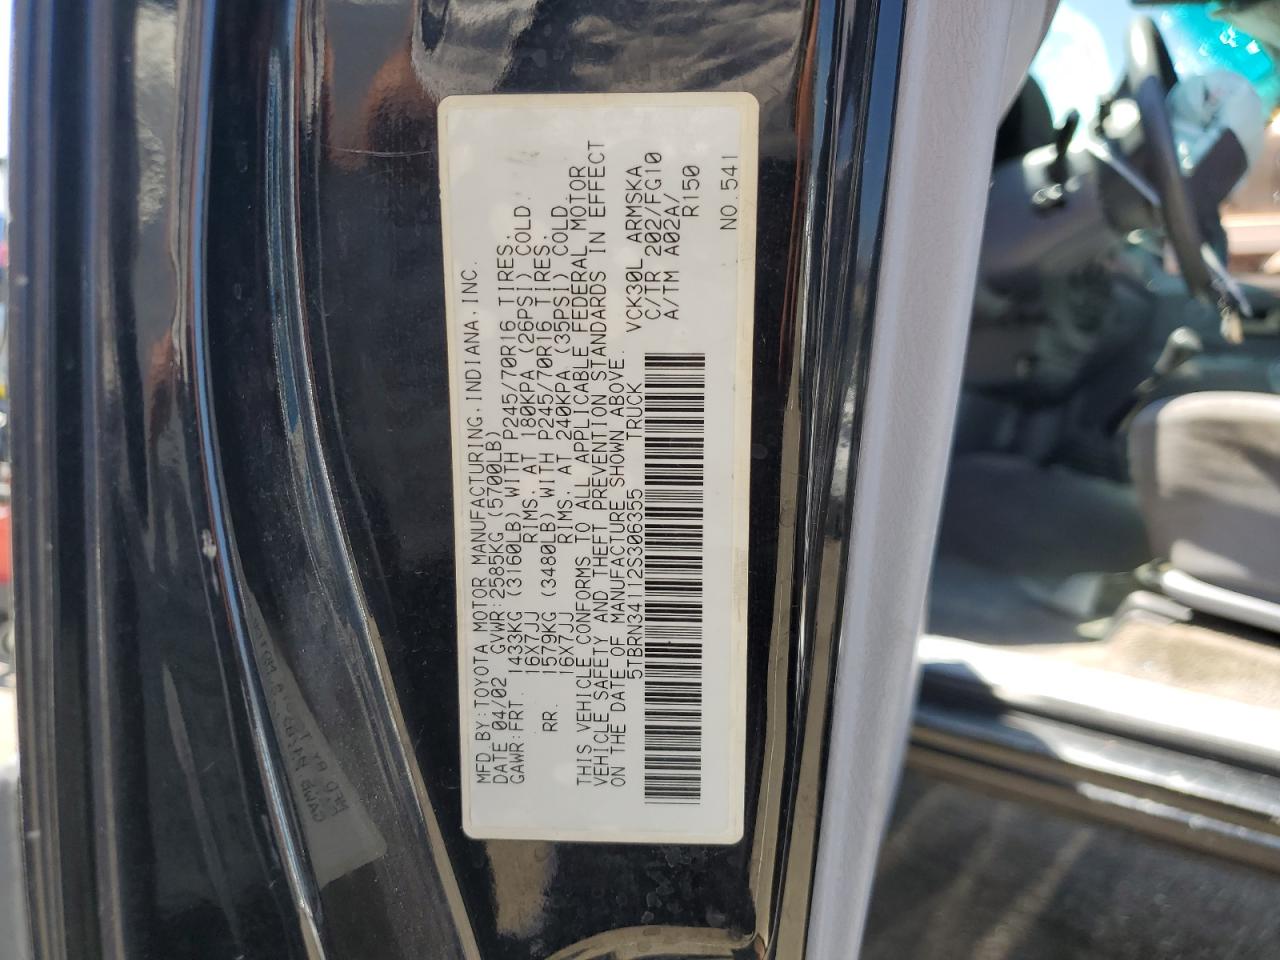 MFD.BY:TOYOTA MOTOR MANUFACTURING,INDIANA,INC.
DATE 04/02 GVWR:2585KG (5700LB)
GAWR:FRT. 1433KG (3160LB) WITH P245/70R16 TIRES,
16X7JJ RIMS, AT 180KPA (26PSI) COLD.
RR. 1579KG (3480LB) WITH P245/70R16 TIRES,
16X7JJ RIMS, AT 240KPA (35PSI) COLD.
THIS VEHICLE CONFORMS TO ALL APPLICABLE FEDERAL MOTOR
VEHICLE SAFETY AND THEFT PREVENTION STANDARDS IN EFFECT
ON THE DATE OF MANUFACTURE SHOWN ABOVE.
5TBRN34112S306355 TRUCK
VCK30L ARMSKA
C/TR 202/FG10
A/TM A02A/
R150
NO.541